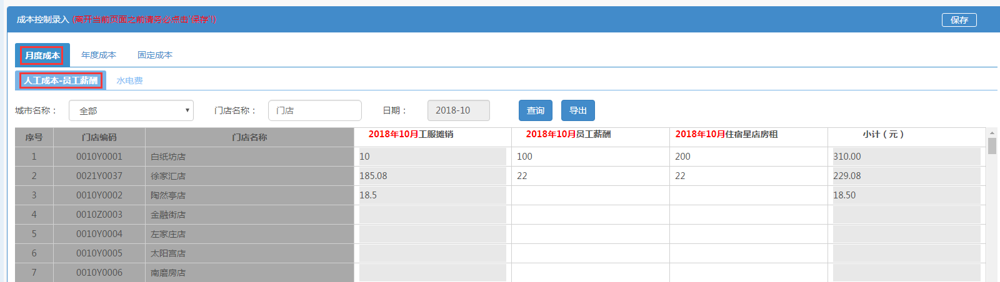 成本控制录入 (离开当前页面之前请务必点击'保存'!) 保存
月度成本 年度成本 固定成本
人工成本-员工薪酬 水电费
城市名称： 全部 门店名称： 门店 日期： 2018-10 查询 导出
序号 门店编码 门店名称 2018年10月工服摊销 2018年10月员工薪酬 2018年10月住宿星店房租 小计（元）
1 0010Y0001 白纸坊店 10 100 200 310.00
2 0021Y0037 徐家汇店 185.08 22 22 229.08
3 0010Y0002 陶然亭店 18.5 18.50
4 0010Z0003 金融街店
5 0010Y0004 左家庄店
6 0010Y0005 太阳宫店
7 0010Y0006 南磨房店